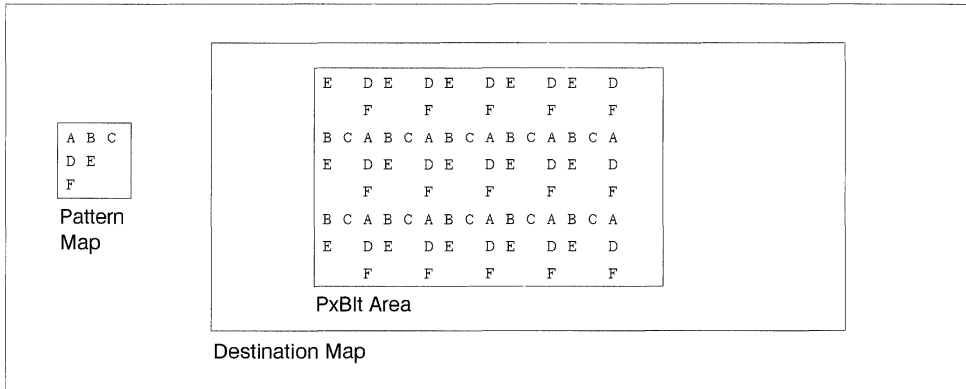 A B C
D E
F
Pattern
Map
E D E D E D E D E D
F F F F F
B C A B C A B C A B C A B C A
E D E D E D E D E D
F F F F F
B C A B C A B C A B C A B C A
E D E D E D E D E D
F F F F F
PxBlt Area
Destination Map